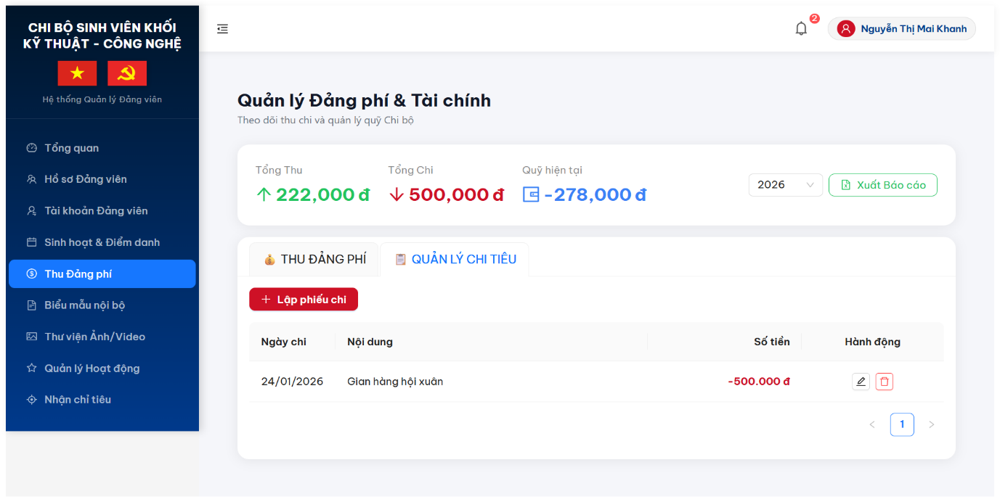 CHI BỘ SINH VIÊN KHỐI
KỸ THUẬT - CÔNG NGHỆ
Hệ thống Quản lý Đảng viên
Tổng quan
Hồ sơ Đảng viên
Tài khoản Đảng viên
Sinh hoạt & Điểm danh
Thu Đảng phí
Biểu mẫu nội bộ
Thư viện Ảnh/Video
Quản lý Hoạt động
Nhận chỉ tiêu
2
Nguyễn Thị Mai Khanh
Quản lý Đảng phí & Tài chính
Theo dõi thu chi và quản lý quỹ Chi bộ
Tổng Thu
222,000 đ
Tổng Chi
500,000 đ
Quỹ hiện tại
-278,000 đ
2026
Xuất Báo cáo
THU ĐẢNG PHÍ
QUẢN LÝ CHI TIÊU
+ Lập phiếu chi
Ngày chi Nội dung Số tiền Hành động
24/01/2026 Gian hàng hội xuân -500.000 đ
< 1 >